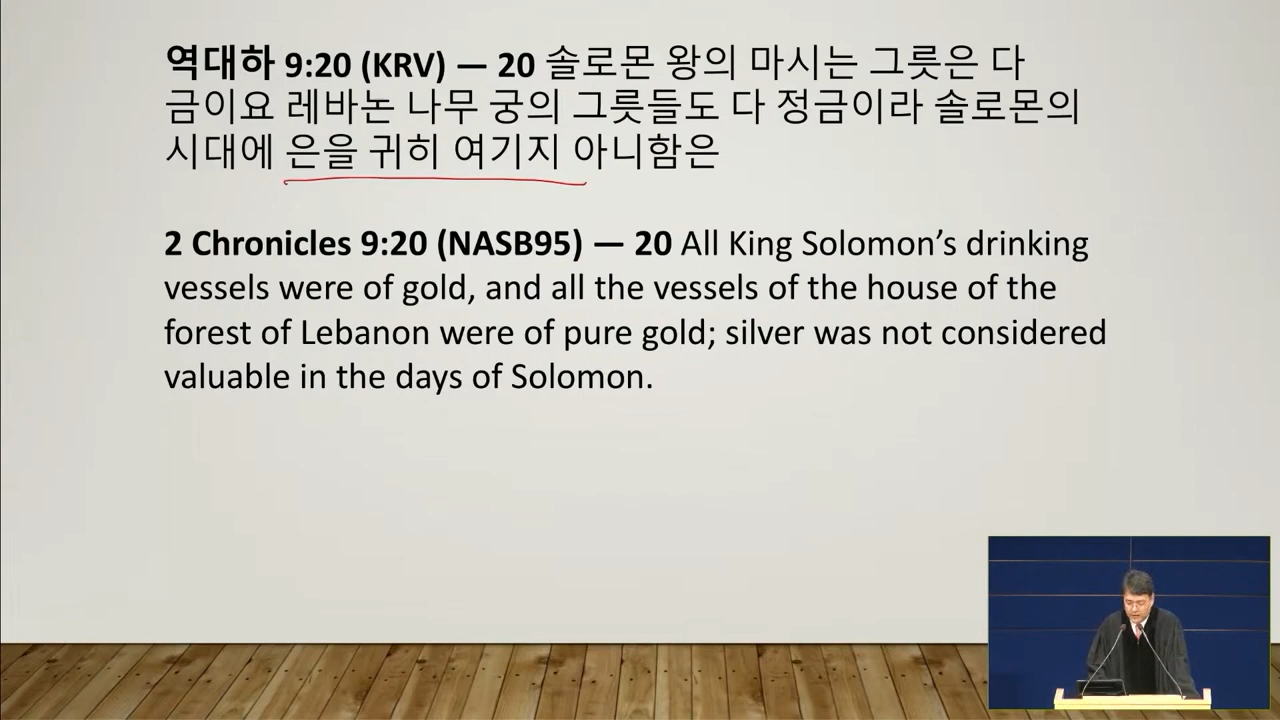 역대하 9:20 (KRV) — 20 솔로몬 왕의 마시는 그릇은 다
금이요 레바논 나무 궁의 그릇들도 다 정금이라 솔로몬의
시대에 은을 귀히 여기지 아니함은
2 Chronicles 9:20 (NASB95) — 20 All King Solomon’s drinking
vessels were of gold, and all the vessels of the house of the
forest of Lebanon were of pure gold; silver was not considered
valuable in the days of Solomon.